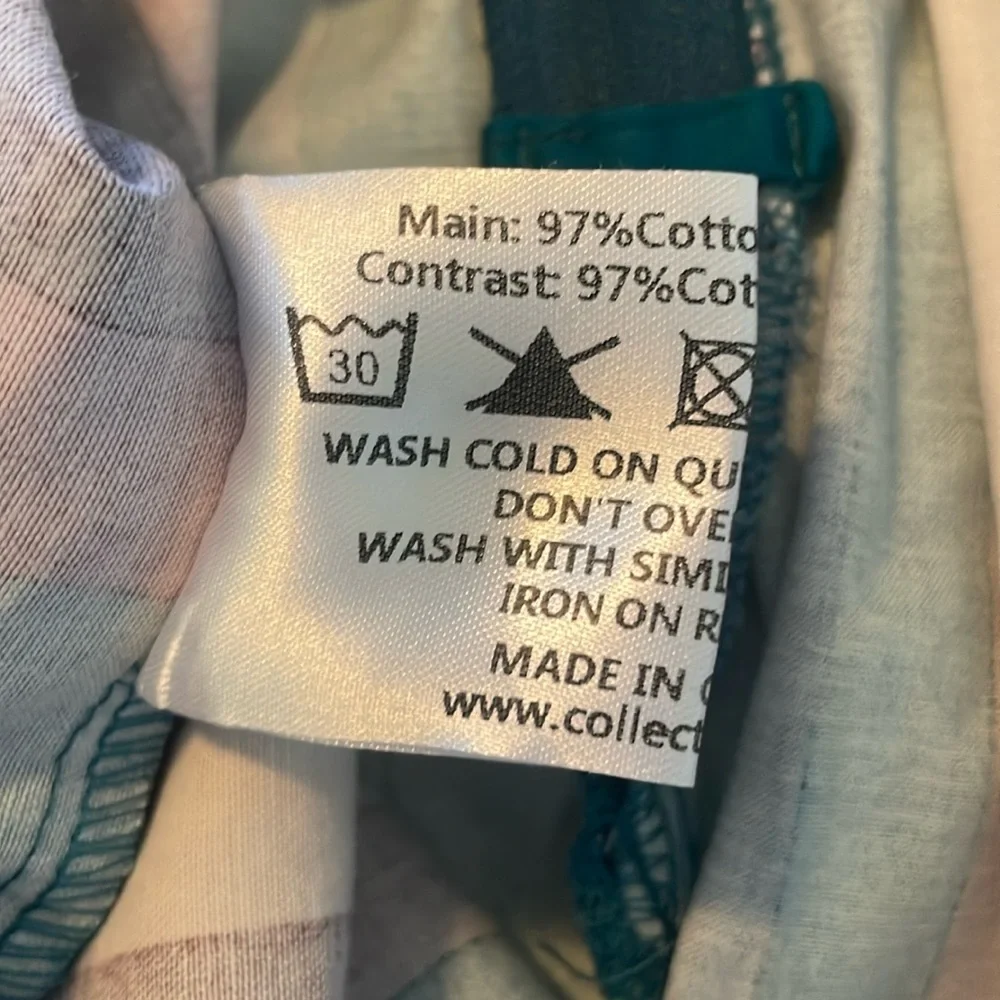 Main: 97%Cotto
Contrast: 97%Cot
30
WASH COLD ON QU
DON'T OVE
WASH WITH SIMI
IRON ON R
MADE IN
www.collect